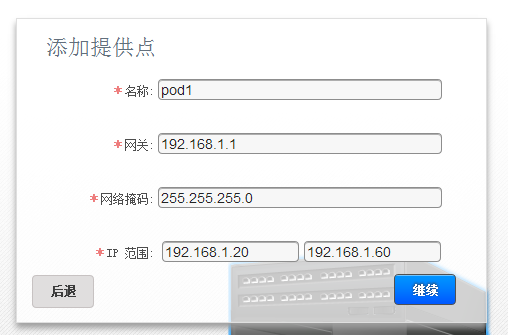 添加提供点
*名称: pod1
*网关: 192.168.1.1
*网络掩码: 255.255.255.0
*IP 范围: 192.168.1.20 192.168.1.60
后退 继续